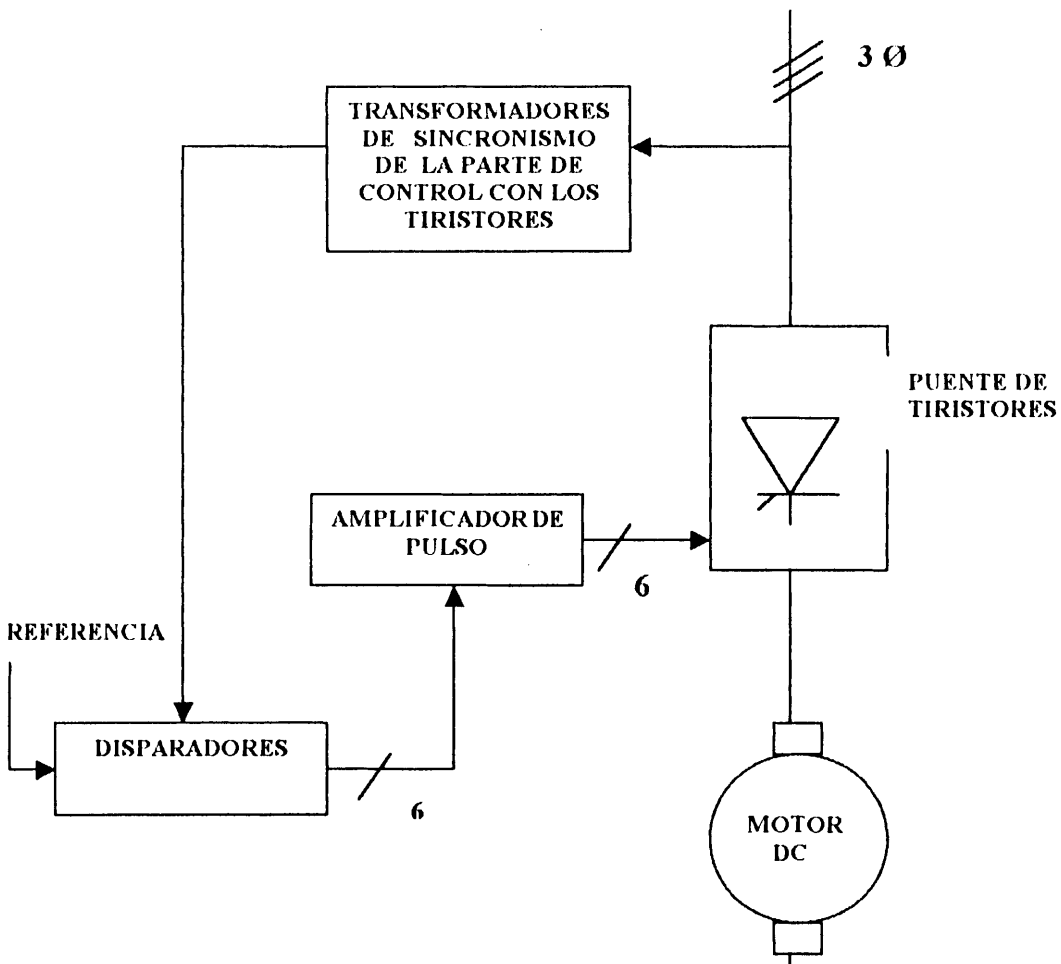 3 Ø
TRANSFORMADORES
DE SINCRONISMO
DE LA PARTE DE
CONTROL CON LOS
TIRISTORES
PUENTE DE
TIRISTORES
AMPLIFICADOR DE
PULSO
6
REFERENCIA
DISPARADORES
6
MOTOR
DC